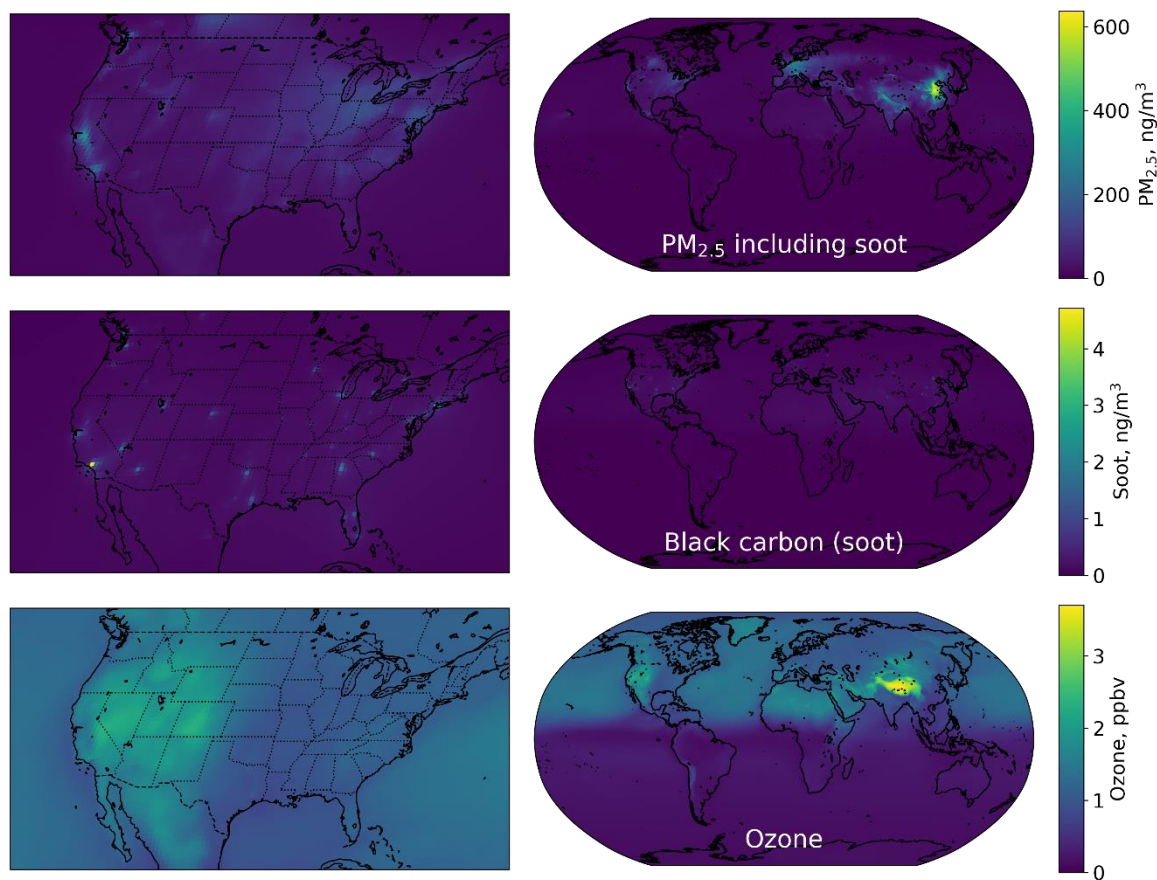 600
400
200
0
PM₂.₅, ng/m³
PM₂.₅ including soot
4
3
2
1
0
Soot, ng/m³
Black carbon (soot)
3
2
1
0
Ozone, ppbv
Ozone